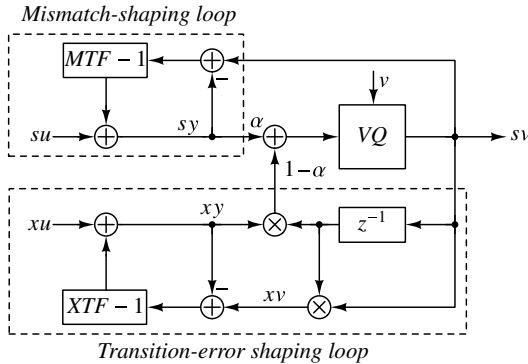 Mismatch-shaping loop
MTF − 1
su
sy
α
v
VQ
sv
1−α
xu
xy
z⁻¹
XTF − 1
xv
Transition-error shaping loop